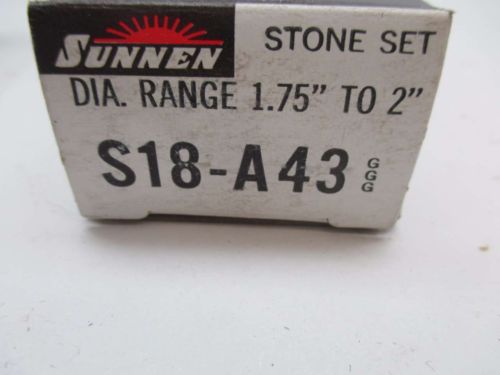 SUNNEN STONE SET
DIA. RANGE 1.75" TO 2"
S18-A43 GGG